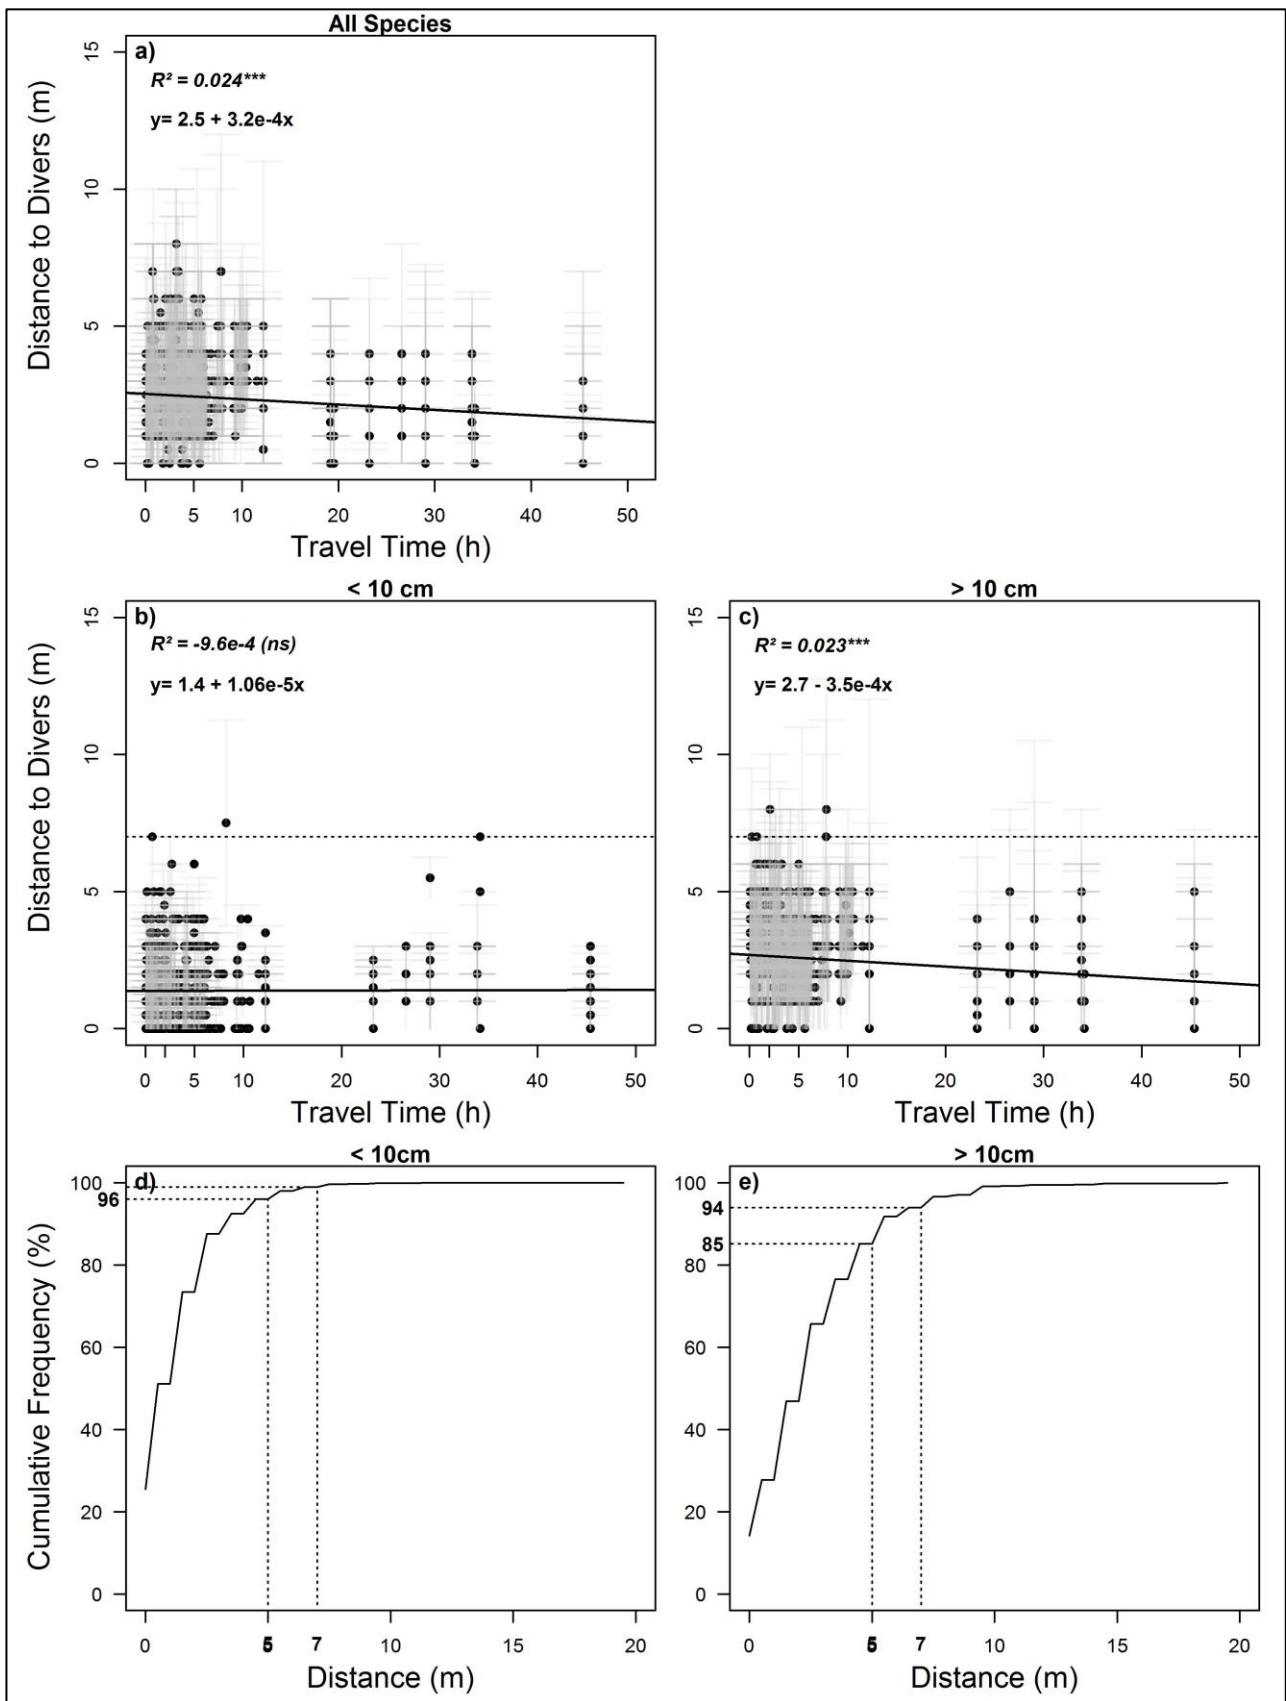 All Species
a)
R² = 0.024***
y= 2.5 + 3.2e-4x
Distance to Divers (m)
15
10
5
0
0 5 10 20 30 40 50
Travel Time (h)
< 10 cm
b)
R² = -9.6e-4 (ns)
y= 1.4 + 1.06e-5x
Distance to Divers (m)
15
10
5
0
0 5 10 20 30 40 50
Travel Time (h)
> 10 cm
c)
R² = 0.023***
y= 2.7 - 3.5e-4x
15
10
5
0
0 5 10 20 30 40 50
Travel Time (h)
< 10cm
d)
Cumulative Frequency (%)
100
96
80
60
40
20
0
0 5 7 10 15 20
Distance (m)
> 10cm
e)
100
94
85
80
60
40
20
0
0 5 7 10 15 20
Distance (m)